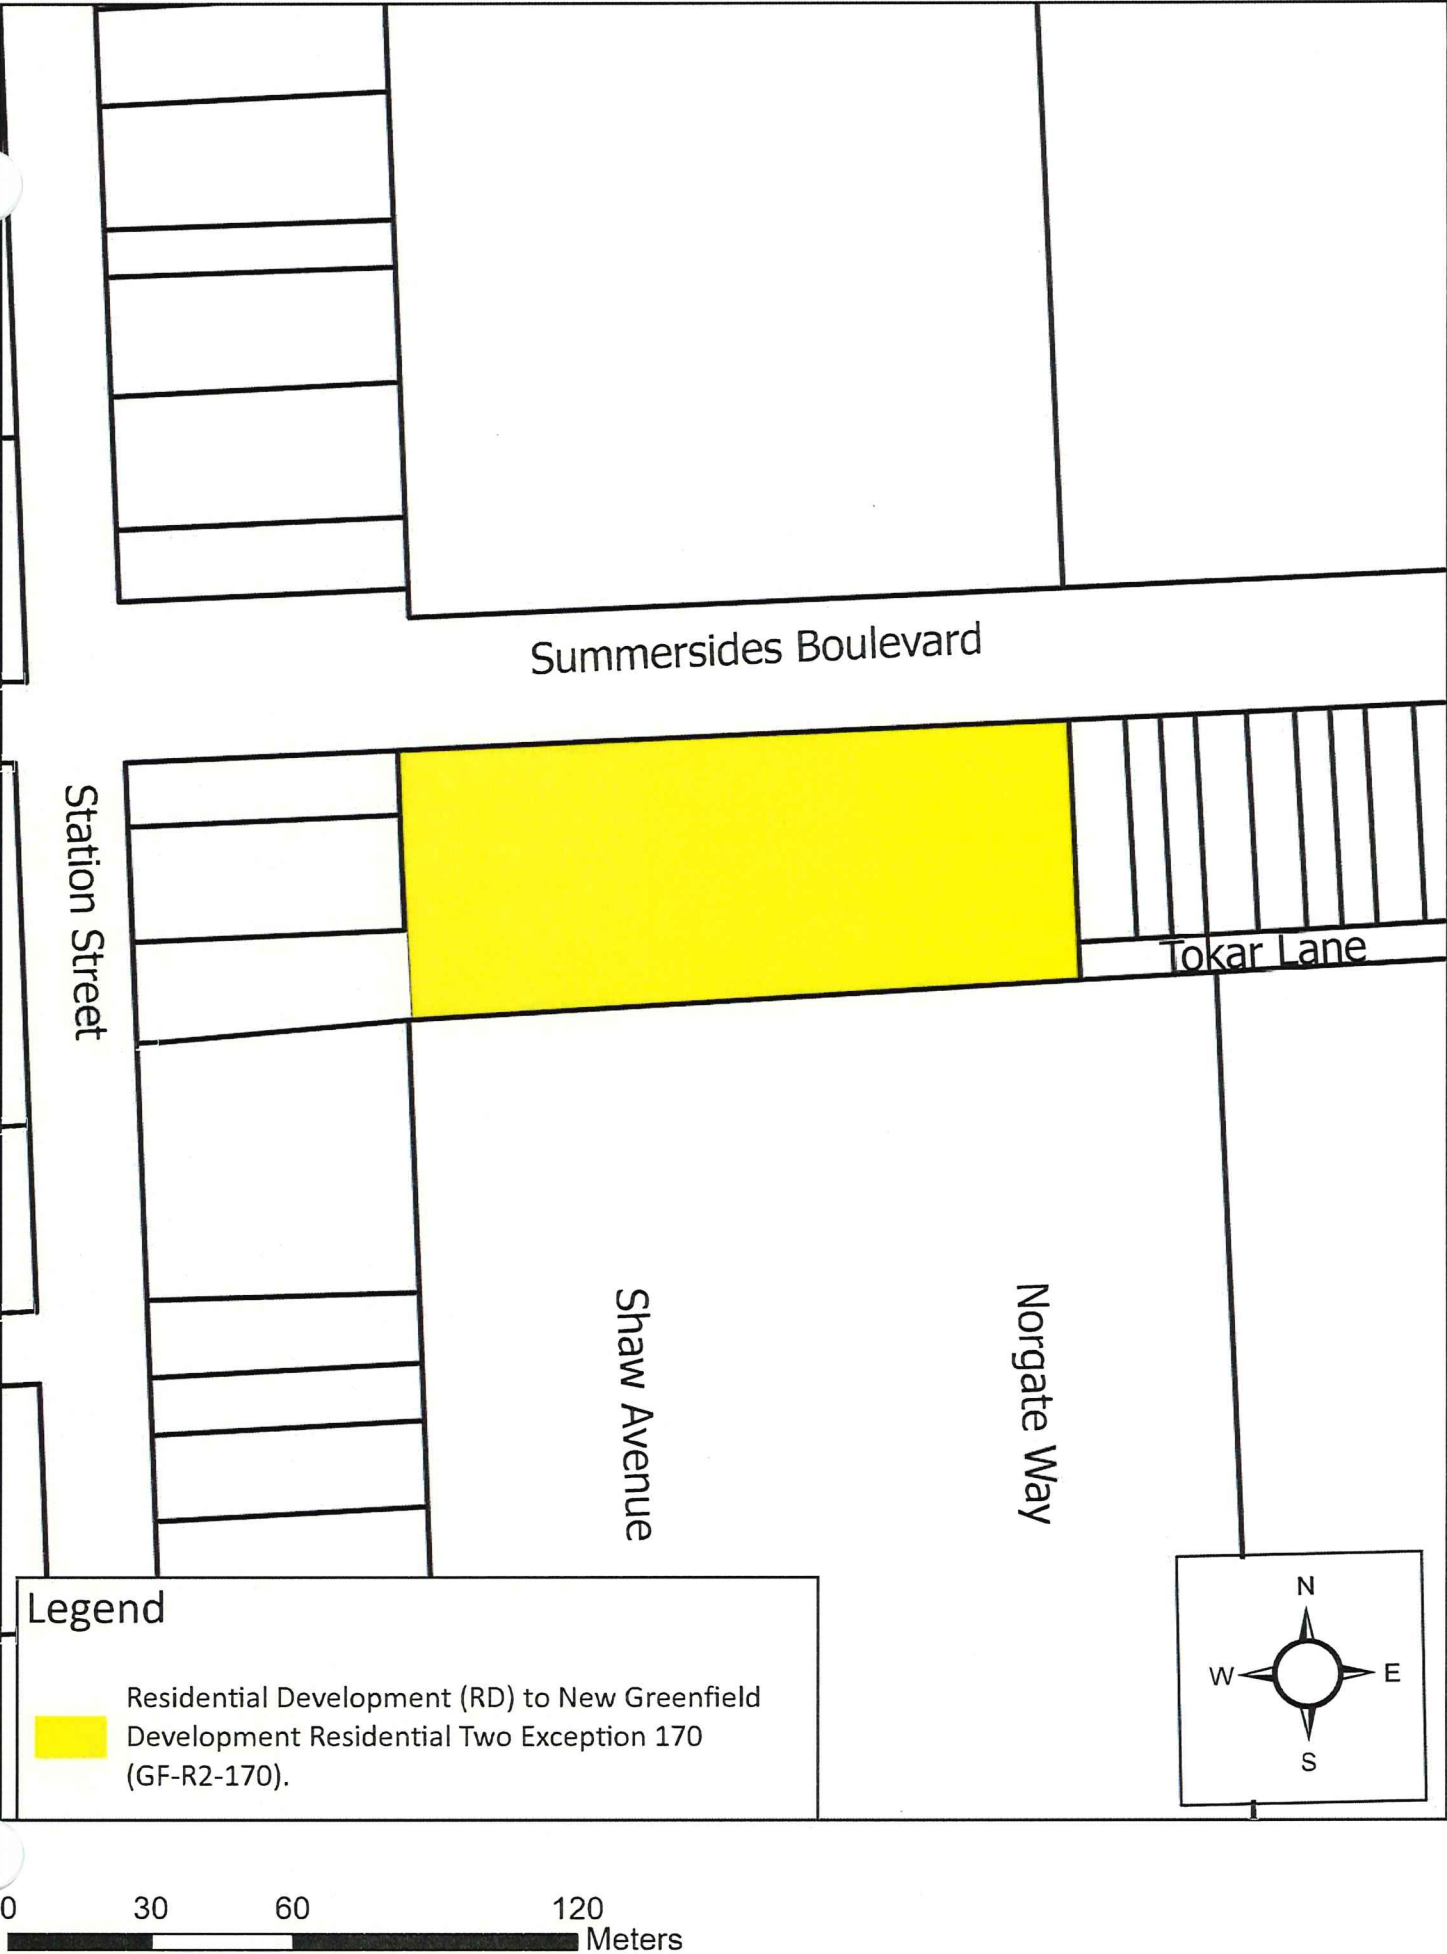 Summersides Boulevard
Station Street
Tokar Lane
Shaw Avenue
Norgate Way
Legend
Residential Development (RD) to New Greenfield
Development Residential Two Exception 170
(GF-R2-170).
N
W
E
S
0 30 60 120
Meters